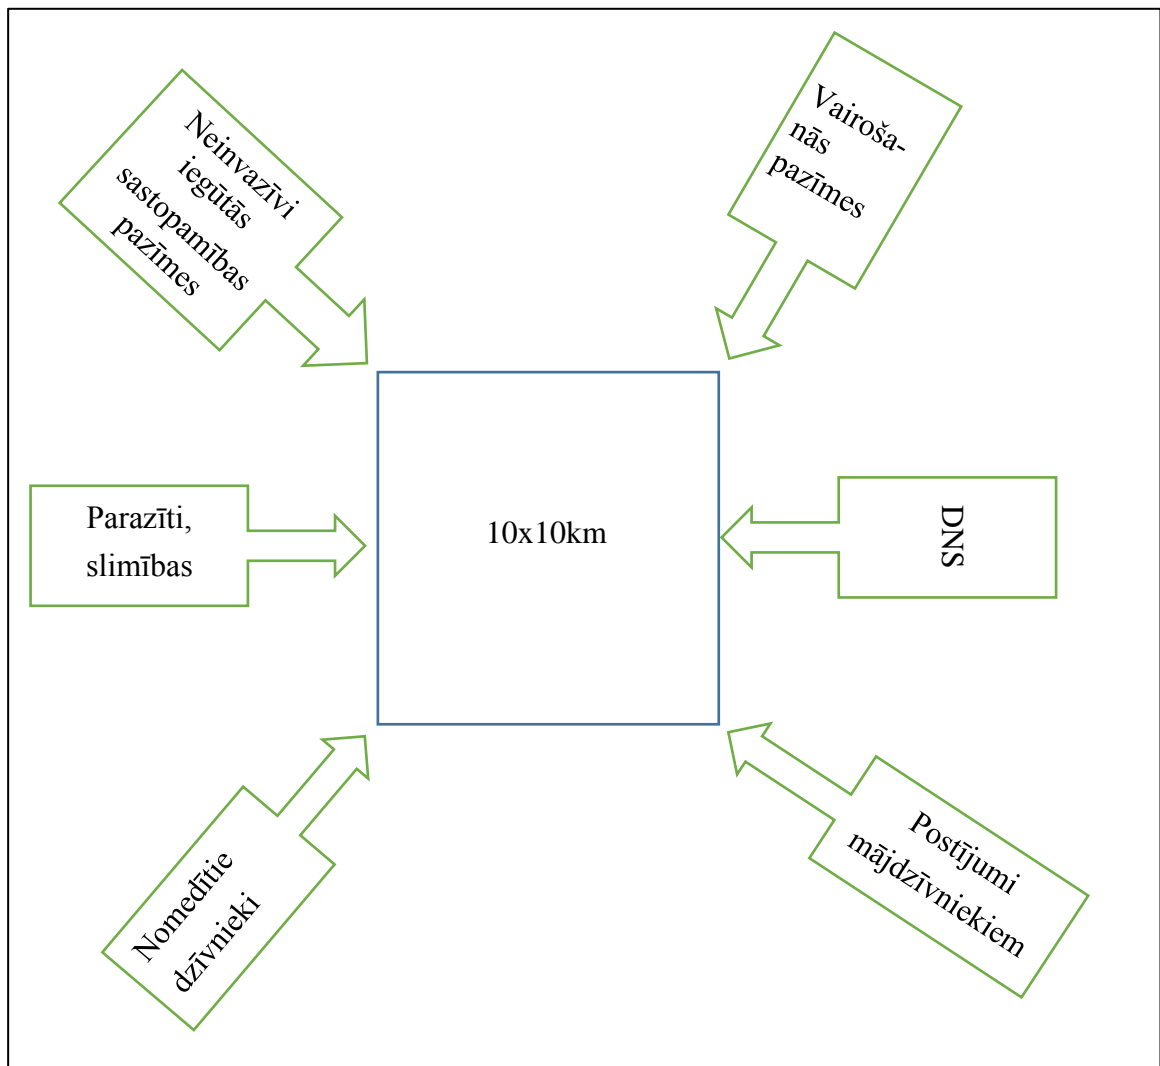 Neinvazīvi
iegūtās
sastopamības
pazīmes
Vairoša-
nās
pazīmes
Parazīti,
slimības
10x10km
DNS
Nomedītie
dzīvnieki
Postījumi
mājdzīvniekiem